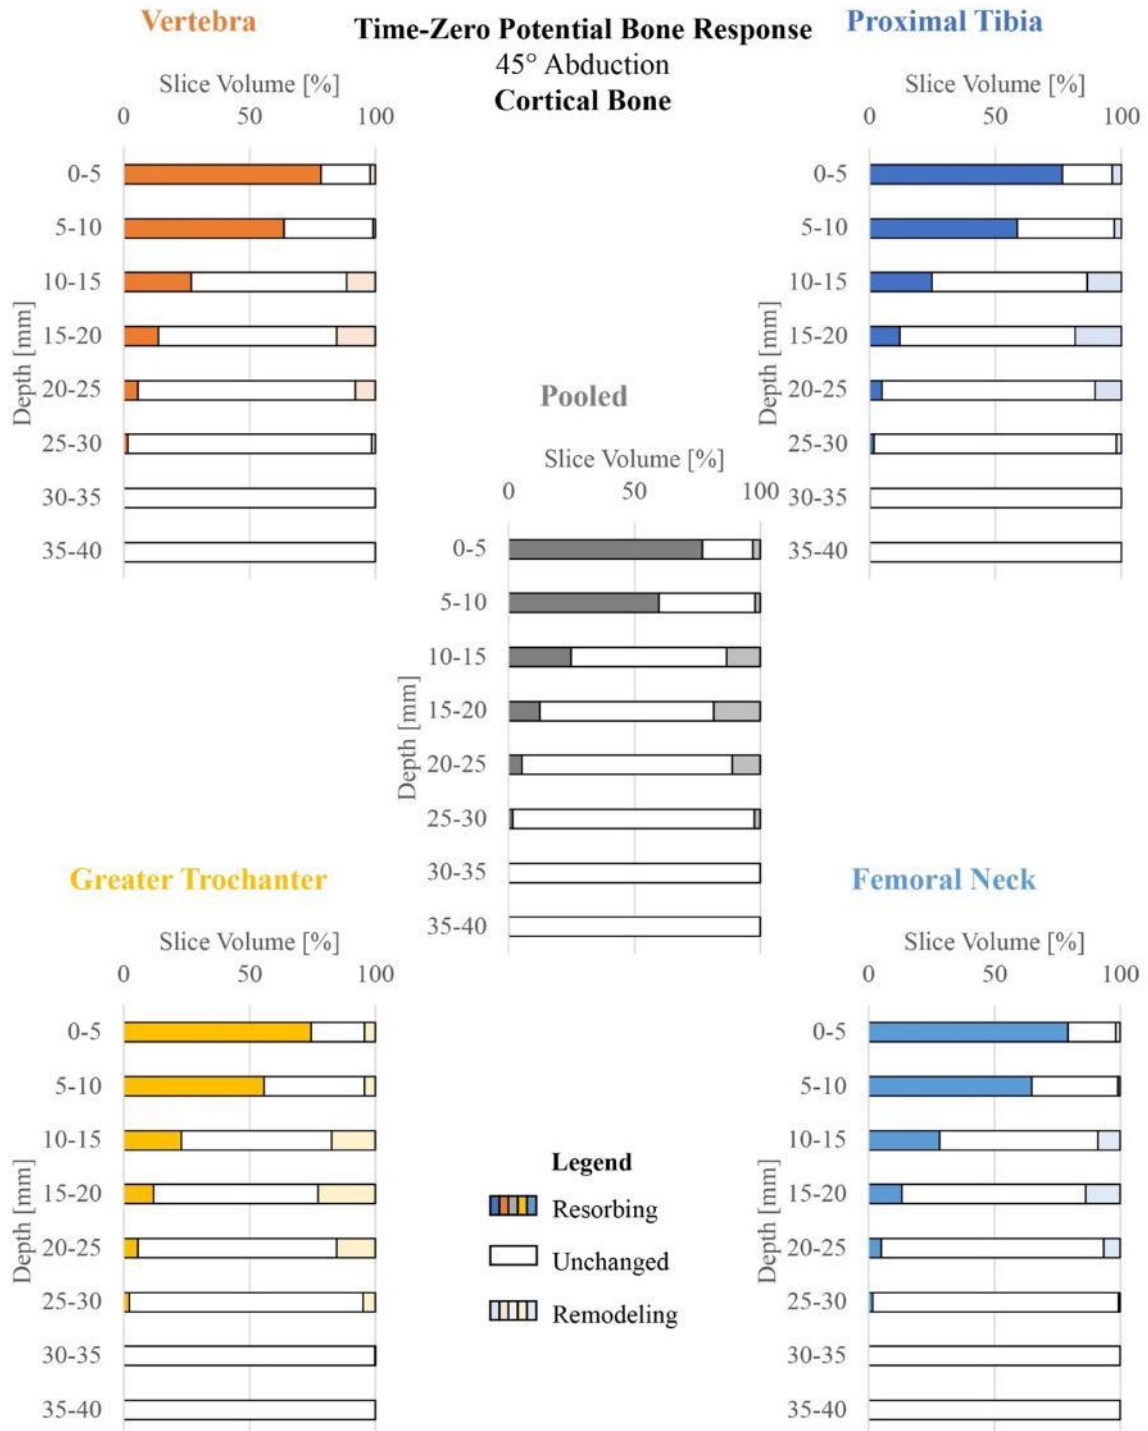 Time-Zero Potential Bone Response
45° Abduction
Cortical Bone
Vertebra
Slice Volume [%]
0 50 100
Depth [mm]
0-5
5-10
10-15
15-20
20-25
25-30
30-35
35-40
Proximal Tibia
Slice Volume [%]
0 50 100
Depth [mm]
0-5
5-10
10-15
15-20
20-25
25-30
30-35
35-40
Pooled
Slice Volume [%]
0 50 100
Depth [mm]
0-5
5-10
10-15
15-20
20-25
25-30
30-35
35-40
Greater Trochanter
Slice Volume [%]
0 50 100
Depth [mm]
0-5
5-10
10-15
15-20
20-25
25-30
30-35
35-40
Femoral Neck
Slice Volume [%]
0 50 100
Depth [mm]
0-5
5-10
10-15
15-20
20-25
25-30
30-35
35-40
Legend
Resorbing
Unchanged
Remodeling